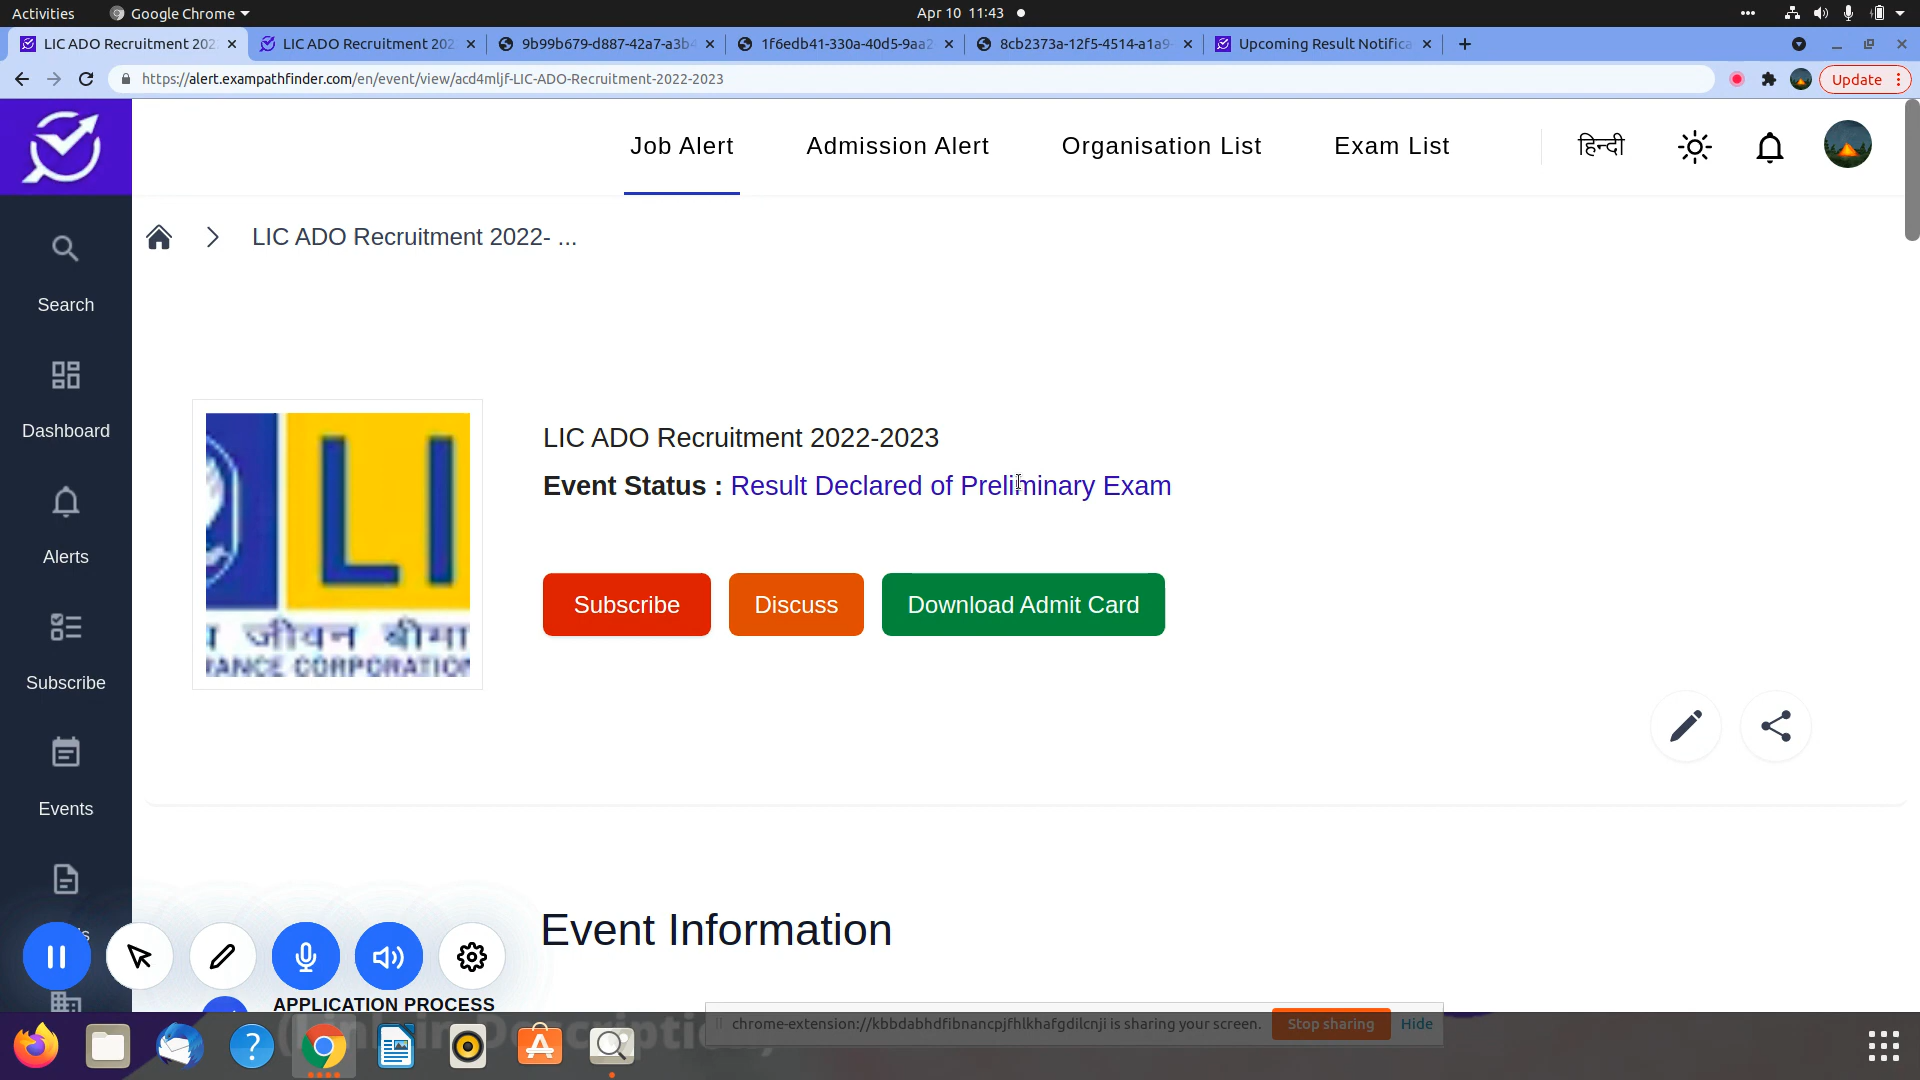 Activities
Google Chrome
Apr 10 11:43
LIC ADO Recruitment 202
LIC ADO Recruitment 202
9b99b679-d887-42a7-a3b4
1f6edb41-330a-40d5-9aa2
8cb2373a-12f5-4514-a1a9-
Upcoming Result Notifica
https://alert.exampathfinder.com/en/event/view/acd4mljf-LIC-ADO-Recruitment-2022-2023
Update
Job Alert
Admission Alert
Organisation List
Exam List
हिन्दी
LIC ADO Recruitment 2022- ...
Search
Dashboard
Alerts
Subscribe
Events
LI
जीवन बीमा
RANCE CORPORATION
LIC ADO Recruitment 2022-2023
Event Status : Result Declared of Preliminary Exam
Subscribe
Discuss
Download Admit Card
Event Information
APPLICATION PROCESS
chrome-extension://kbbdabhdfibnancpjfhlkhafgdilcnji is sharing your screen.
Stop sharing
Hide